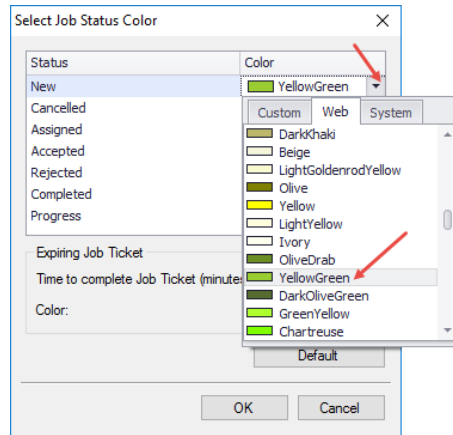 Select Job Status Color
Status Color
New YellowGreen
Cancelled
Assigned
Accepted
Rejected
Completed
Progress
Custom Web System
DarkKhaki
Beige
LightGoldenrodYellow
Olive
Yellow
LightYellow
Ivory
OliveDrab
YellowGreen
DarkOliveGreen
GreenYellow
Chartreuse
Expiring Job Ticket
Time to complete Job Ticket (minute
Color:
Default
OK Cancel